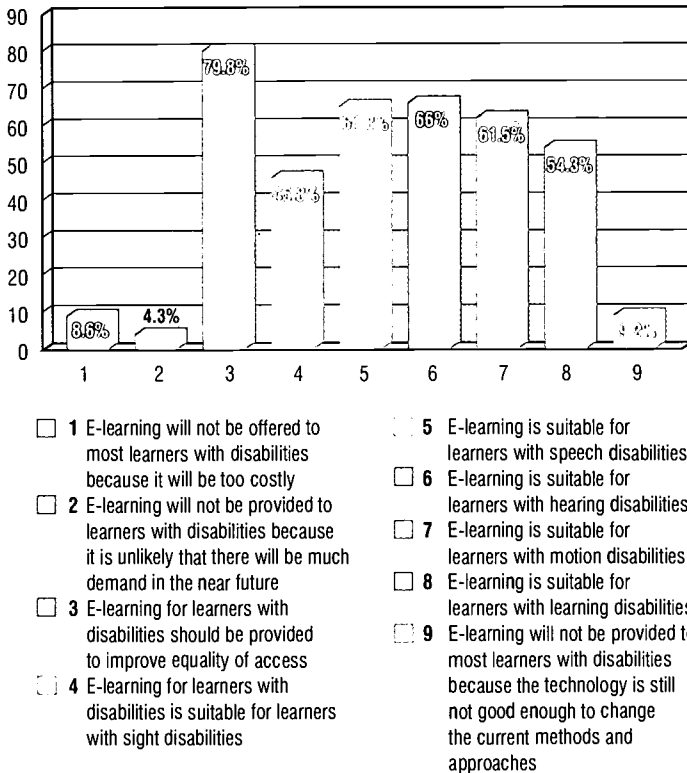 90
80
70
60
50
40
30
20
10
0
8.6%
4.3%
79.8%
66%
61.5%
54.3%
1 2 3 4 5 6 7 8 9
1 E-learning will not be offered to
most learners with disabilities
because it will be too costly
2 E-learning will not be provided to
learners with disabilities because
it is unlikely that there will be much
demand in the near future
3 E-learning for learners with
disabilities should be provided
to improve equality of access
4 E-learning for learners with
disabilities is suitable for learners
with sight disabilities
5 E-learning is suitable for
learners with speech disabilities
6 E-learning is suitable for
learners with hearing disabilities
7 E-learning is suitable for
learners with motion disabilities
8 E-learning is suitable for
learners with learning disabilities
9 E-learning will not be provided to
most learners with disabilities
because the technology is still
not good enough to change
the current methods and
approaches